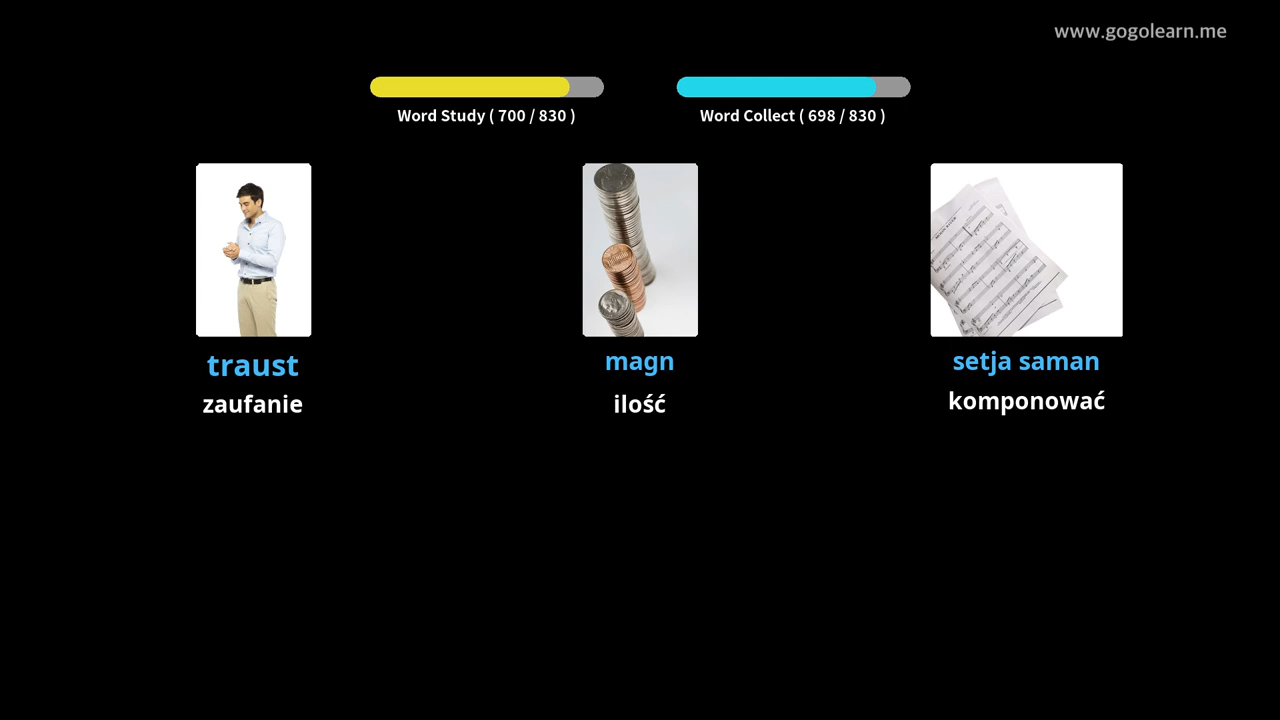 www.gogolearn.me
Word Study ( 700 / 830 )
Word Collect ( 698 / 830 )
traust
magn
setja saman
zaufanie
ilość
komponować